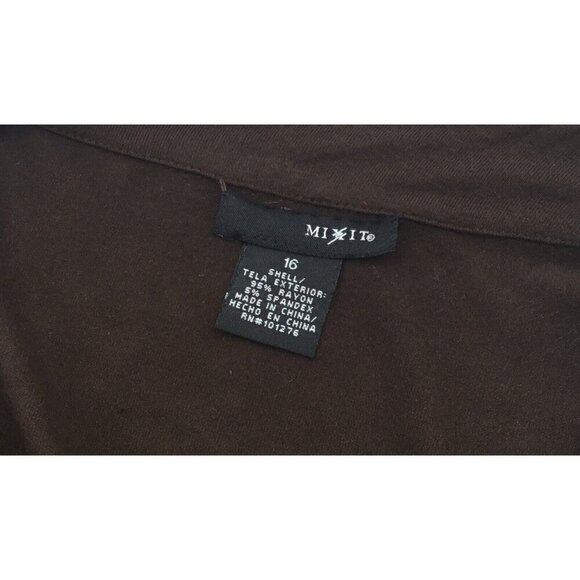 MIXIT®
16
SHELL/
TELA EXTERIOR:
95% RAYON
5% SPANDEX
MADE IN CHINA/
HECHO EN CHINA
RN#101276